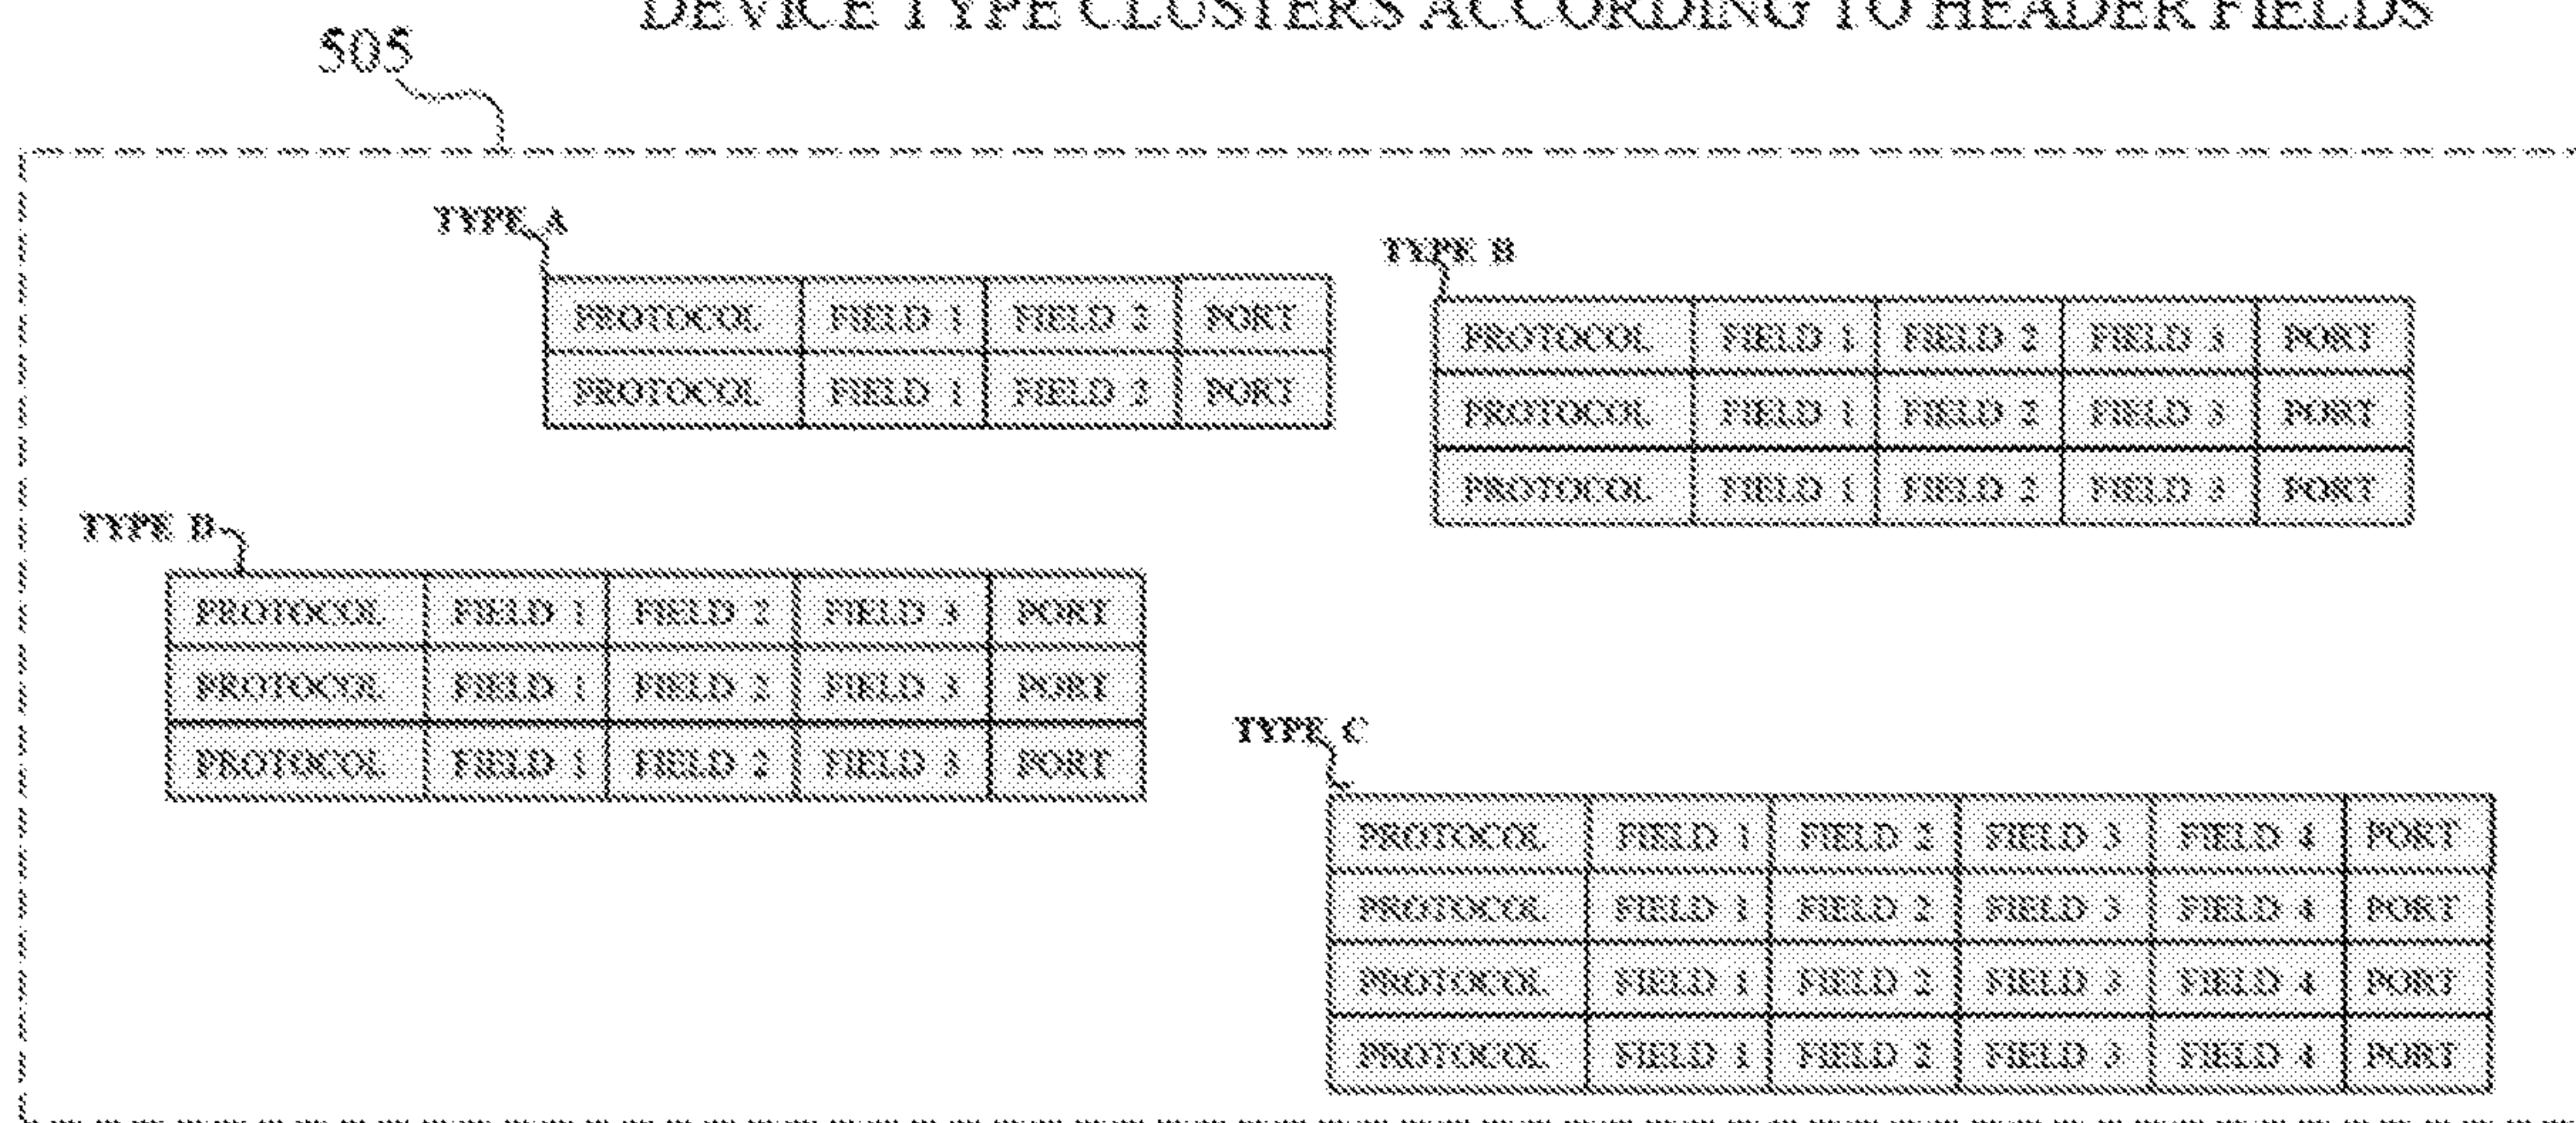 DEVICE TYPE CLUSTERS ACCORDING TO HEADER FIELDS
505
TYPE A
PROTOCOL FIELD 1 FIELD 2 PORT
PROTOCOL FIELD 1 FIELD 2 PORT
TYPE B
PROTOCOL FIELD 1 FIELD 2 FIELD 3 PORT
PROTOCOL FIELD 1 FIELD 2 FIELD 3 PORT
PROTOCOL FIELD 1 FIELD 2 FIELD 3 PORT
TYPE D
PROTOCOL FIELD 1 FIELD 2 FIELD 3 PORT
PROTOCOL FIELD 1 FIELD 2 FIELD 3 PORT
PROTOCOL FIELD 1 FIELD 2 FIELD 3 PORT
TYPE C
PROTOCOL FIELD 1 FIELD 2 FIELD 3 FIELD 4 PORT
PROTOCOL FIELD 1 FIELD 2 FIELD 3 FIELD 4 PORT
PROTOCOL FIELD 1 FIELD 2 FIELD 3 FIELD 4 PORT
PROTOCOL FIELD 1 FIELD 2 FIELD 3 FIELD 4 PORT